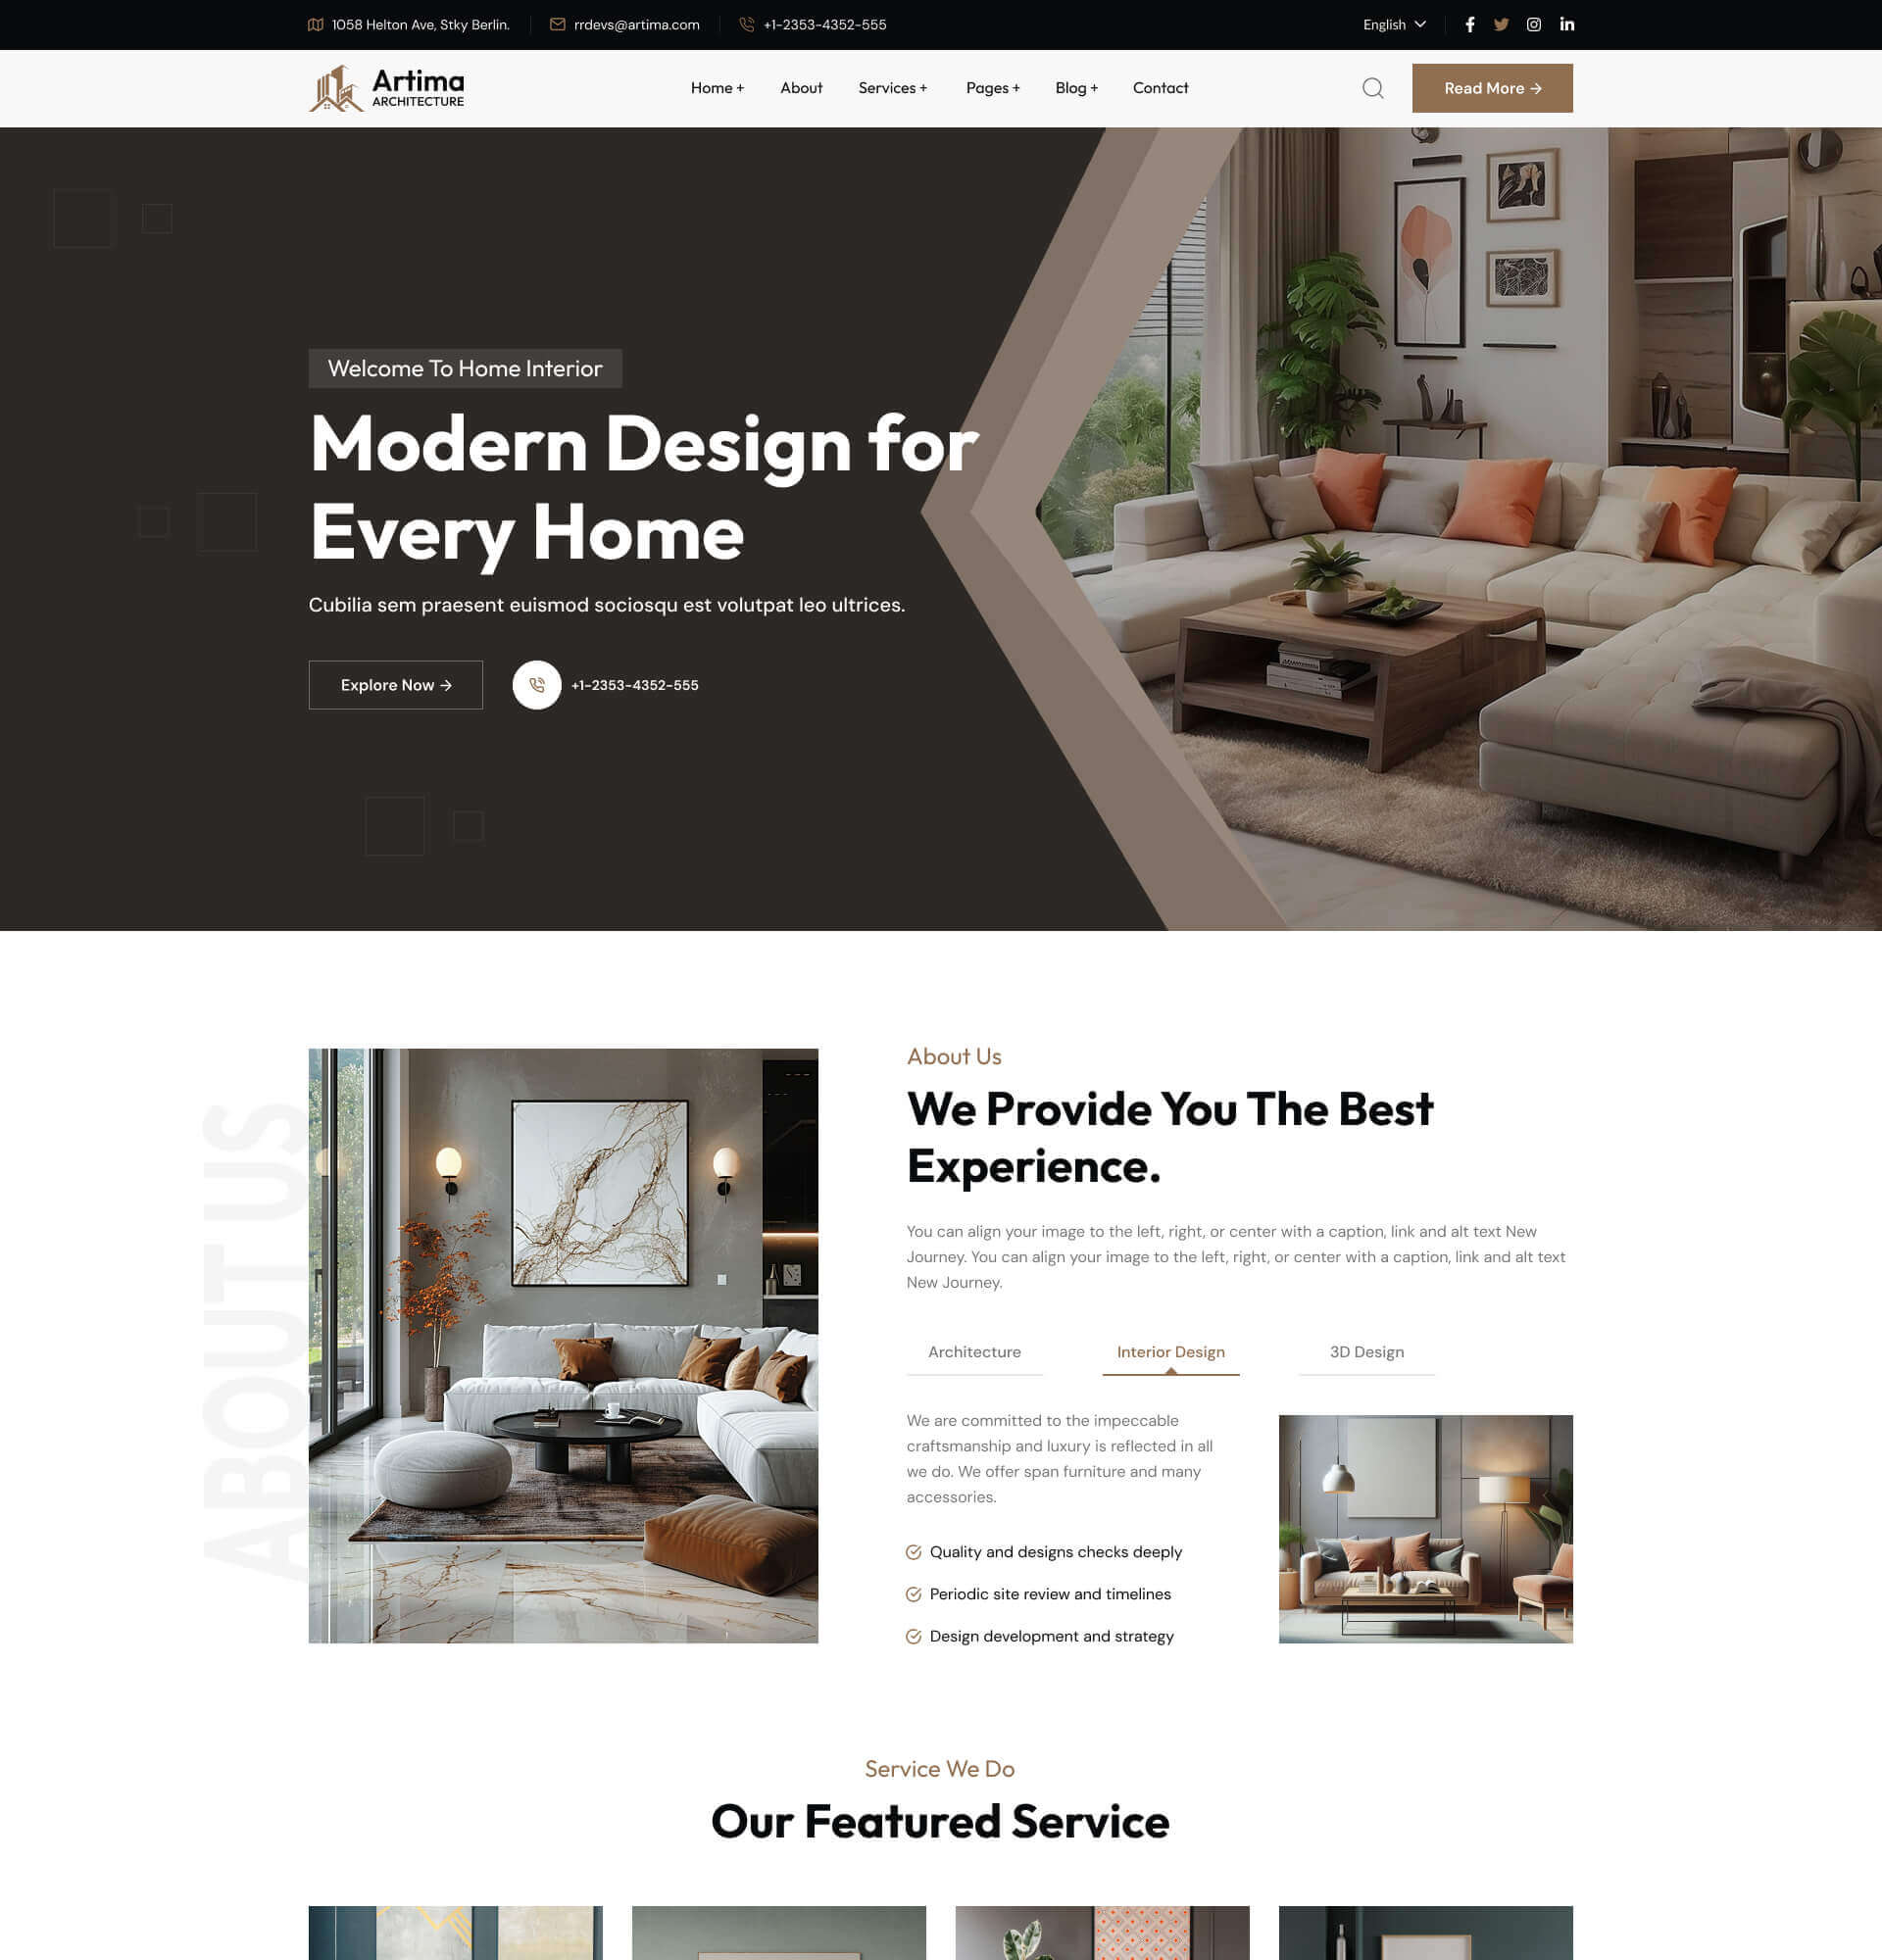 1058 Helton Ave, Stky Berlin.
rrdevs@artima.com
+1-2353-4352-555
English
Artima
ARCHITECTURE
Home +
About
Services +
Pages +
Blog +
Contact
Read More →
Welcome To Home Interior
Modern Design for
Every Home
Cubilia sem praesent euismod sociosqu est volutpat leo ultrices.
Explore Now →
+1-2353-4352-555
ABOUT US
About Us
We Provide You The Best
Experience.
You can align your image to the left, right, or center with a caption, link and alt text New
Journey. You can align your image to the left, right, or center with a caption, link and alt text
New Journey.
Architecture
Interior Design
3D Design
We are committed to the impeccable
craftsmanship and luxury is reflected in all
we do. We offer span furniture and many
accessories.
Quality and designs checks deeply
Periodic site review and timelines
Design development and strategy
Service We Do
Our Featured Service